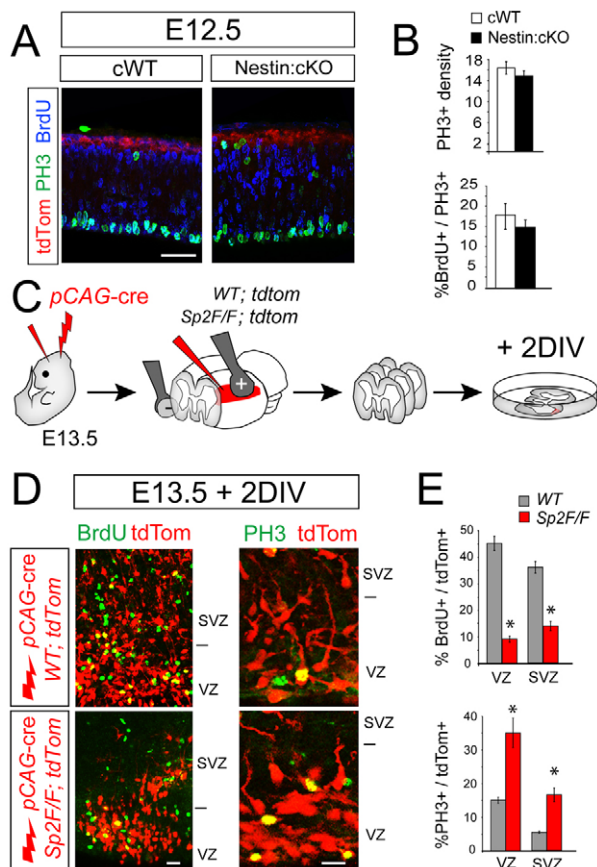 A
E12.5
cWT
Nestin:cKO
tdTom PH3 BrdU
B
cWT
Nestin:cKO
PH3+ density
18
14
10
6
2
%BrdU+ / PH3+
25
20
15
10
5
0
C
pCAG-cre
E13.5
WT; tdtom
Sp2F/F; tdtom
+
−
+ 2DIV
D
E13.5 + 2DIV
BrdU tdTom
PH3 tdTom
pCAG-cre
WT; tdTom
SVZ
VZ
SVZ
VZ
pCAG-cre
Sp2F/F; tdTom
SVZ
VZ
SVZ
VZ
E
WT
Sp2F/F
% BrdU+ / tdTom+
50
40
30
20
10
0
*
*
VZ SVZ
%PH3+ / tdTom+
40
30
20
10
0
*
*
VZ SVZ